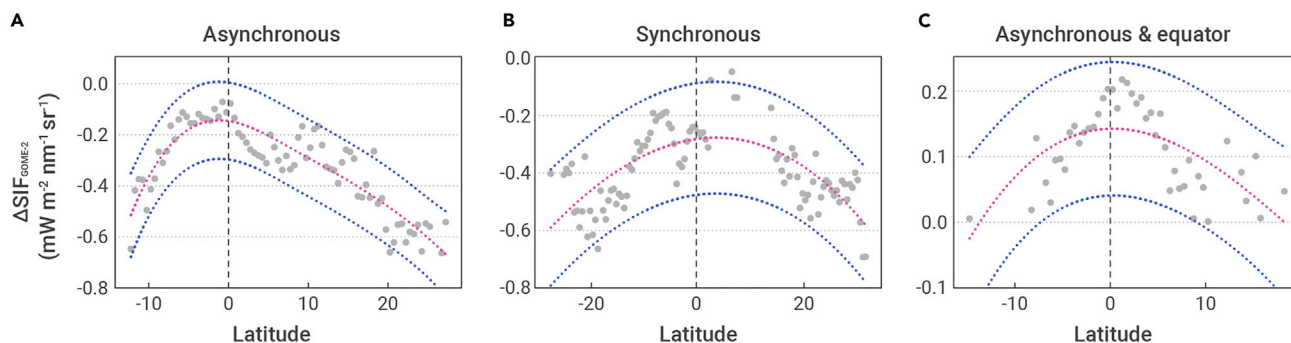 A
Asynchronous
B
Synchronous
C
Asynchronous & equator
ΔSIF GOME-2
(mW m-2 nm-1 sr-1)
0.0
-0.2
-0.4
-0.6
-0.8
-10
0
10
20
Latitude
0.0
-0.2
-0.4
-0.6
-0.8
-20
0
20
Latitude
0.2
0.1
0.0
-0.1
-10
0
10
Latitude